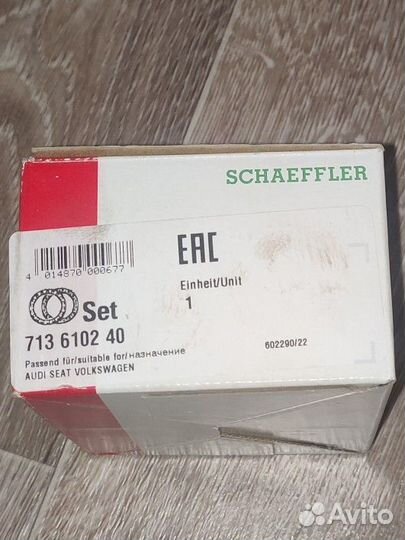 SCHAEFFLER
4 014870 000677
EAC
Einheit/Unit
1
Set
713 6102 40
602290/22
Passend für/suitable for/назначение
AUDI SEAT VOLKSWAGEN
Avito